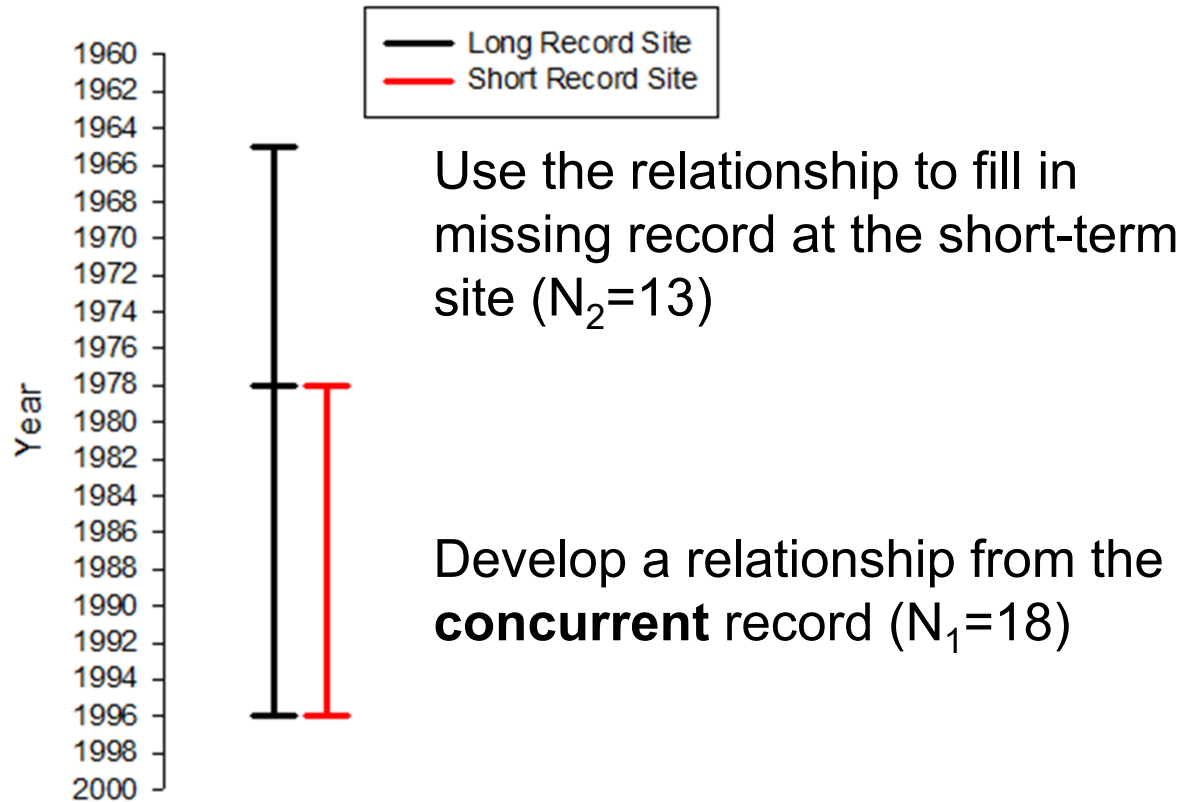 Long Record Site
Short Record Site
1960
1962
1964
1966
1968
1970
1972
1974
1976
1978
1980
1982
1984
1986
1988
1990
1992
1994
1996
1998
2000
Year
Use the relationship to fill in
missing record at the short-term
site (N₂=13)
Develop a relationship from the
concurrent record (N₁=18)